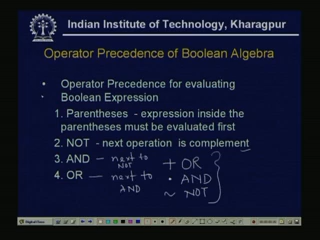 Indian Institute of Technology, Kharagpur
Operator Precedence of Boolean Algebra
• Operator Precedence for evaluating
• Boolean Expression
1. Parentheses - expression inside the
parentheses must be evaluated first
2. NOT - next operation is complement
3. AND — next to NOT
4. OR — next to AND
+ OR
• AND
~ NOT